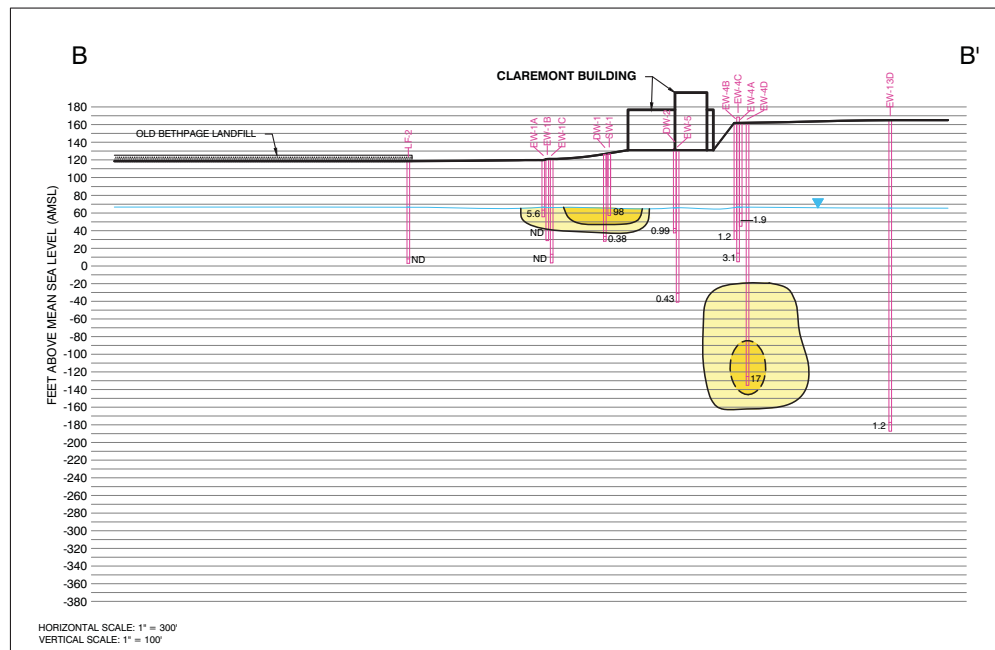 B
B'
CLAREMONT BUILDING
OLD BETHPAGE LANDFILL
LF-2
EW-1A
EW-1B
EW-1C
DW-1
SW-1
DW-2
EW-5
EW-4B
EW-4C
EW-4A
EW-4D
EW-13D
FEET ABOVE MEAN SEA LEVEL (AMSL)
180
160
140
120
100
80
60
40
20
0
-20
-40
-60
-80
-100
-120
-140
-160
-180
-200
-220
-240
-260
-280
-300
-320
-340
-360
-380
5.6
98
1.9
ND
0.38
0.99
1.2
ND
ND
3.1
0.43
17
1.2
HORIZONTAL SCALE: 1" = 300'
VERTICAL SCALE: 1" = 100'